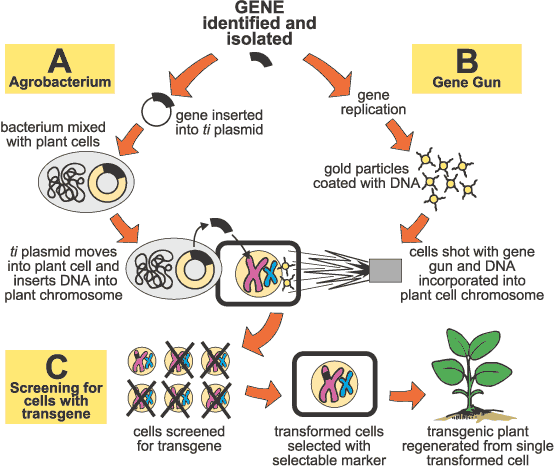 GENE
identified and
isolated
A
Agrobacterium
B
Gene Gun
gene inserted
into ti plasmid
gene
replication
bacterium mixed
with plant cells
gold particles
coated with DNA
ti plasmid moves
into plant cell and
inserts DNA into
plant chromosome
cells shot with gene
gun and DNA
incorporated into
plant cell chromosome
C
Screening for
cells with
transgene
cells screened
for transgene
transformed cells
selected with
selectable marker
transgenic plant
regenerated from single
transformed cell